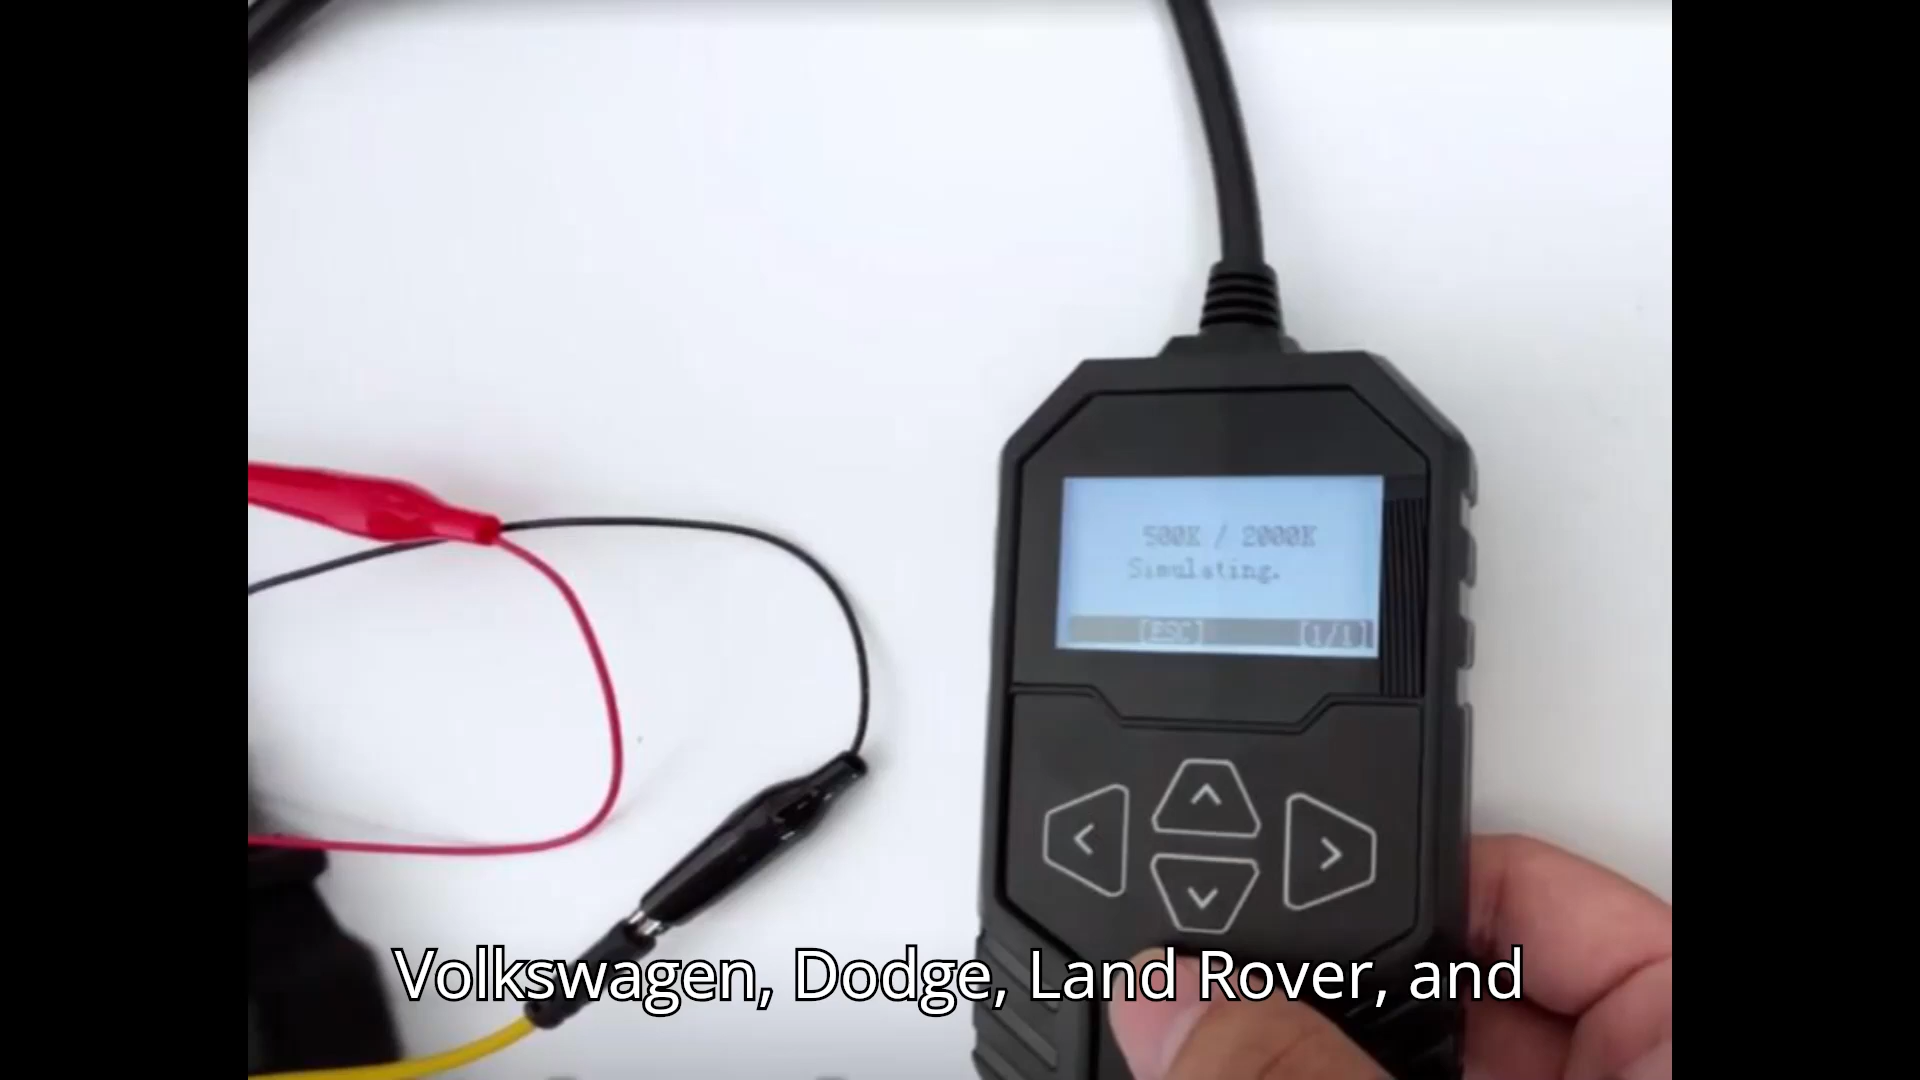 500K / 2000K
Simulating.
[ESC] [1/1]
Volkswagen, Dodge, Land Rover, and